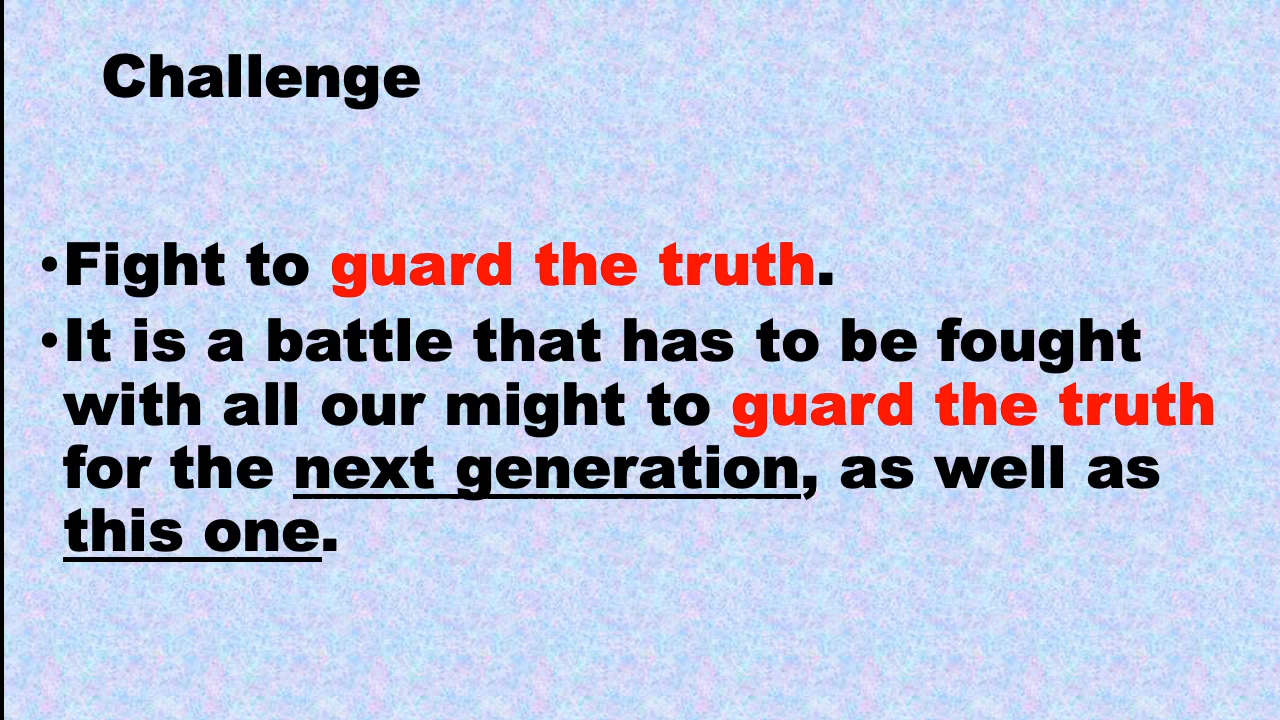 Challenge
•Fight to guard the truth.
•It is a battle that has to be fought
with all our might to guard the truth
for the next generation, as well as
this one.